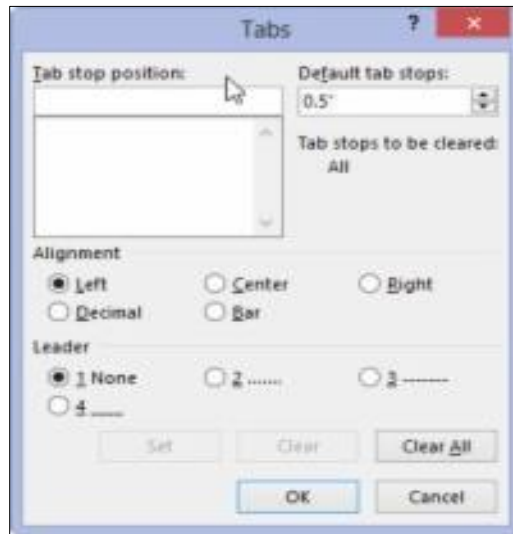 Tabs ?
Tab stop position: Default tab stops:
0.5"
Tab stops to be cleared:
All
Alignment
Left Center Right
Decimal Bar
Leader
1 None 2 ....... 3 -------
4 ___
Set Clear Clear All
OK Cancel